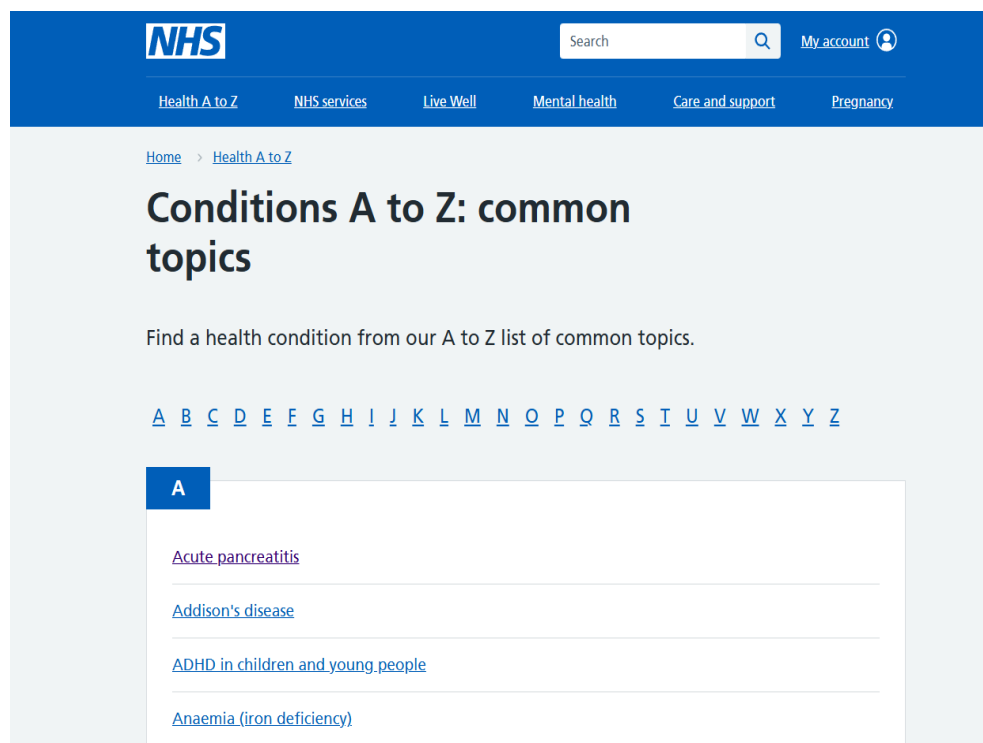 NHS
Search
My account
Health A to Z
NHS services
Live Well
Mental health
Care and support
Pregnancy
Home > Health A to Z
Conditions A to Z: common
topics
Find a health condition from our A to Z list of common topics.
A B C D E F G H I J K L M N O P Q R S T U V W X Y Z
A
Acute pancreatitis
Addison's disease
ADHD in children and young people
Anaemia (iron deficiency)